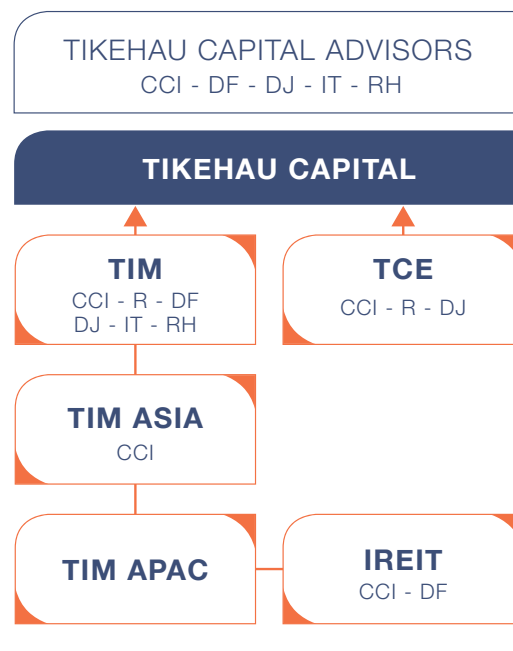 TIKEHAU CAPITAL ADVISORS
CCI - DF - DJ - IT - RH
TIKEHAU CAPITAL
TIM
CCI - R - DF
DJ - IT - RH
TCE
CCI - R - DJ
TIM ASIA
CCI
TIM APAC
IREIT
CCI - DF